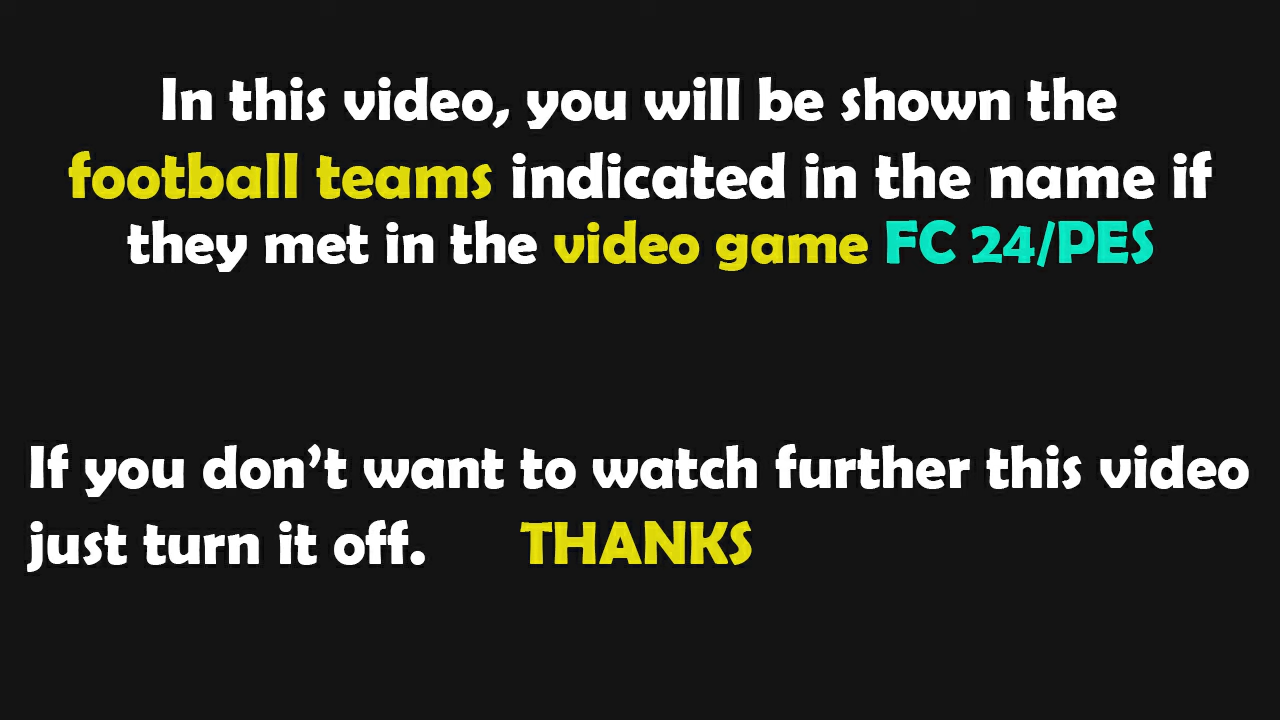 In this video, you will be shown the
football teams indicated in the name if
they met in the video game FC 24/PES
If you don’t want to watch further this video
just turn it off. THANKS